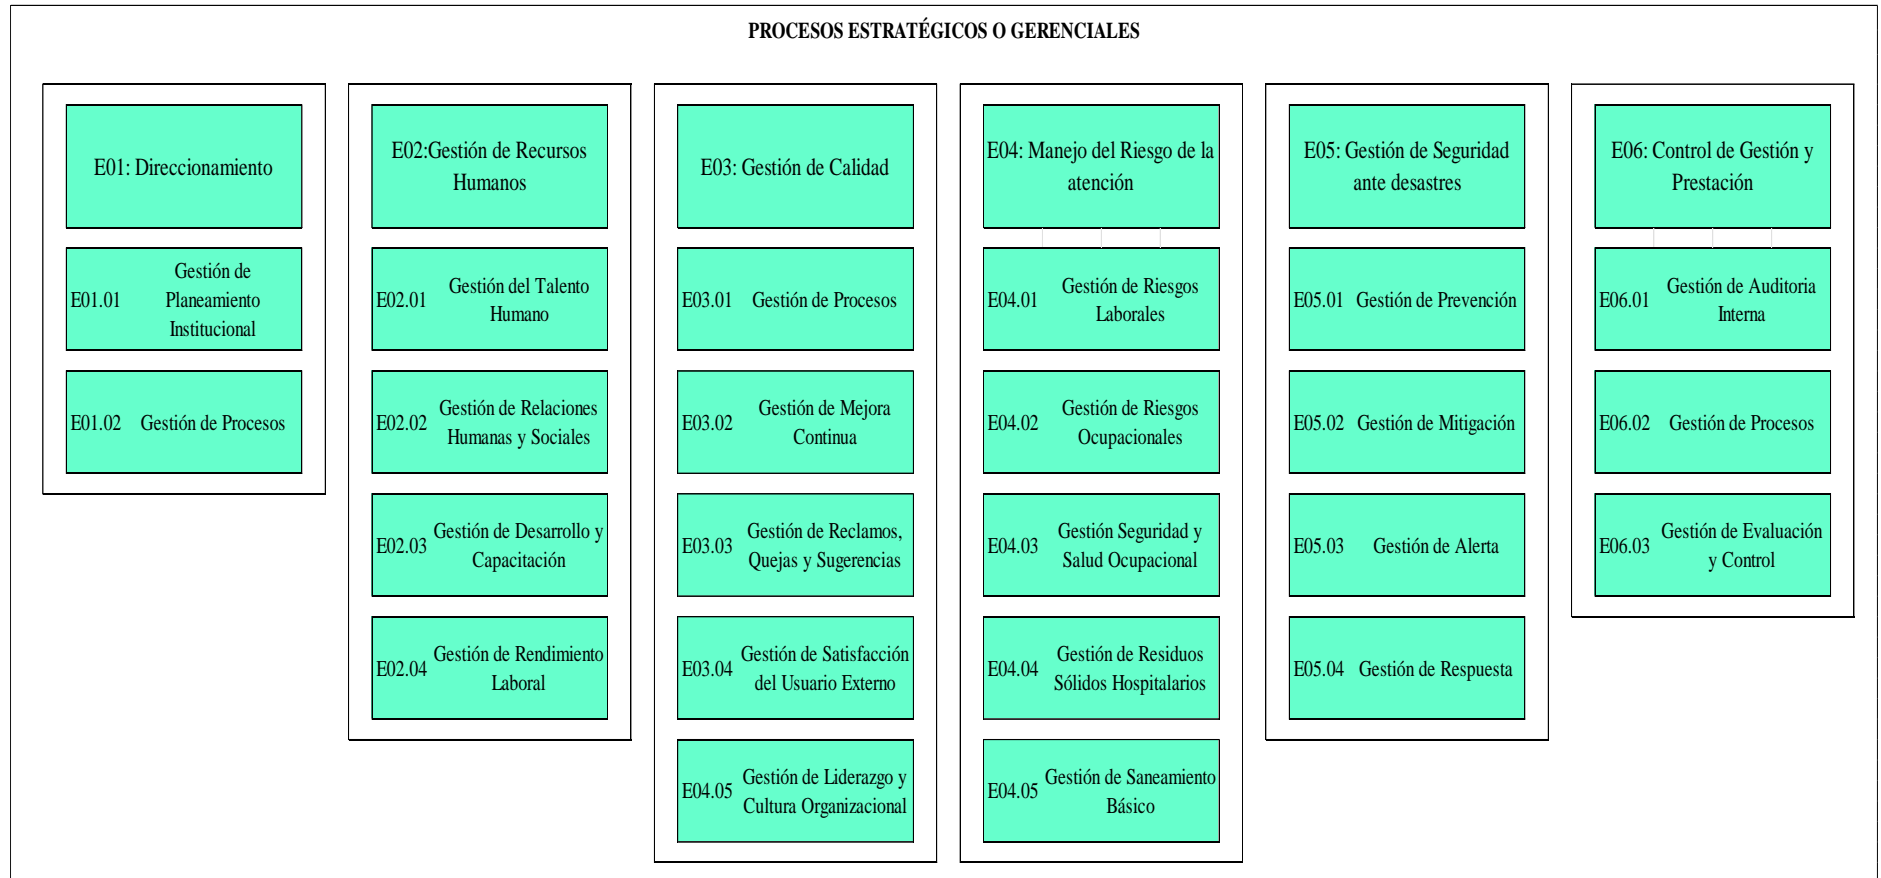 PROCESOS ESTRATÉGICOS O GERENCIALES
E01: Direccionamiento
E01.01
Gestión de
Planeamiento
Institucional
E01.02
Gestión de Procesos
E02:Gestión de Recursos
Humanos
E02.01
Gestión del Talento
Humano
E02.02
Gestión de Relaciones
Humanas y Sociales
E02.03
Gestión de Desarrollo y
Capacitación
E02.04
Gestión de Rendimiento
Laboral
E03: Gestión de Calidad
E03.01
Gestión de Procesos
E03.02
Gestión de Mejora
Continua
E03.03
Gestión de Reclamos,
Quejas y Sugerencias
E03.04
Gestión de Satisfacción
del Usuario Externo
E04.05
Gestión de Liderazgo y
Cultura Organizacional
E04: Manejo del Riesgo de la
atención
E04.01
Gestión de Riesgos
Laborales
E04.02
Gestión de Riesgos
Ocupacionales
E04.03
Gestión Seguridad y
Salud Ocupacional
E04.04
Gestión de Residuos
Sólidos Hospitalarios
E04.05
Gestión de Saneamiento
Básico
E05: Gestión de Seguridad
ante desastres
E05.01
Gestión de Prevención
E05.02
Gestión de Mitigación
E05.03
Gestión de Alerta
E05.04
Gestión de Respuesta
E06: Control de Gestión y
Prestación
E06.01
Gestión de Auditoria
Interna
E06.02
Gestión de Procesos
E06.03
Gestión de Evaluación
y Control